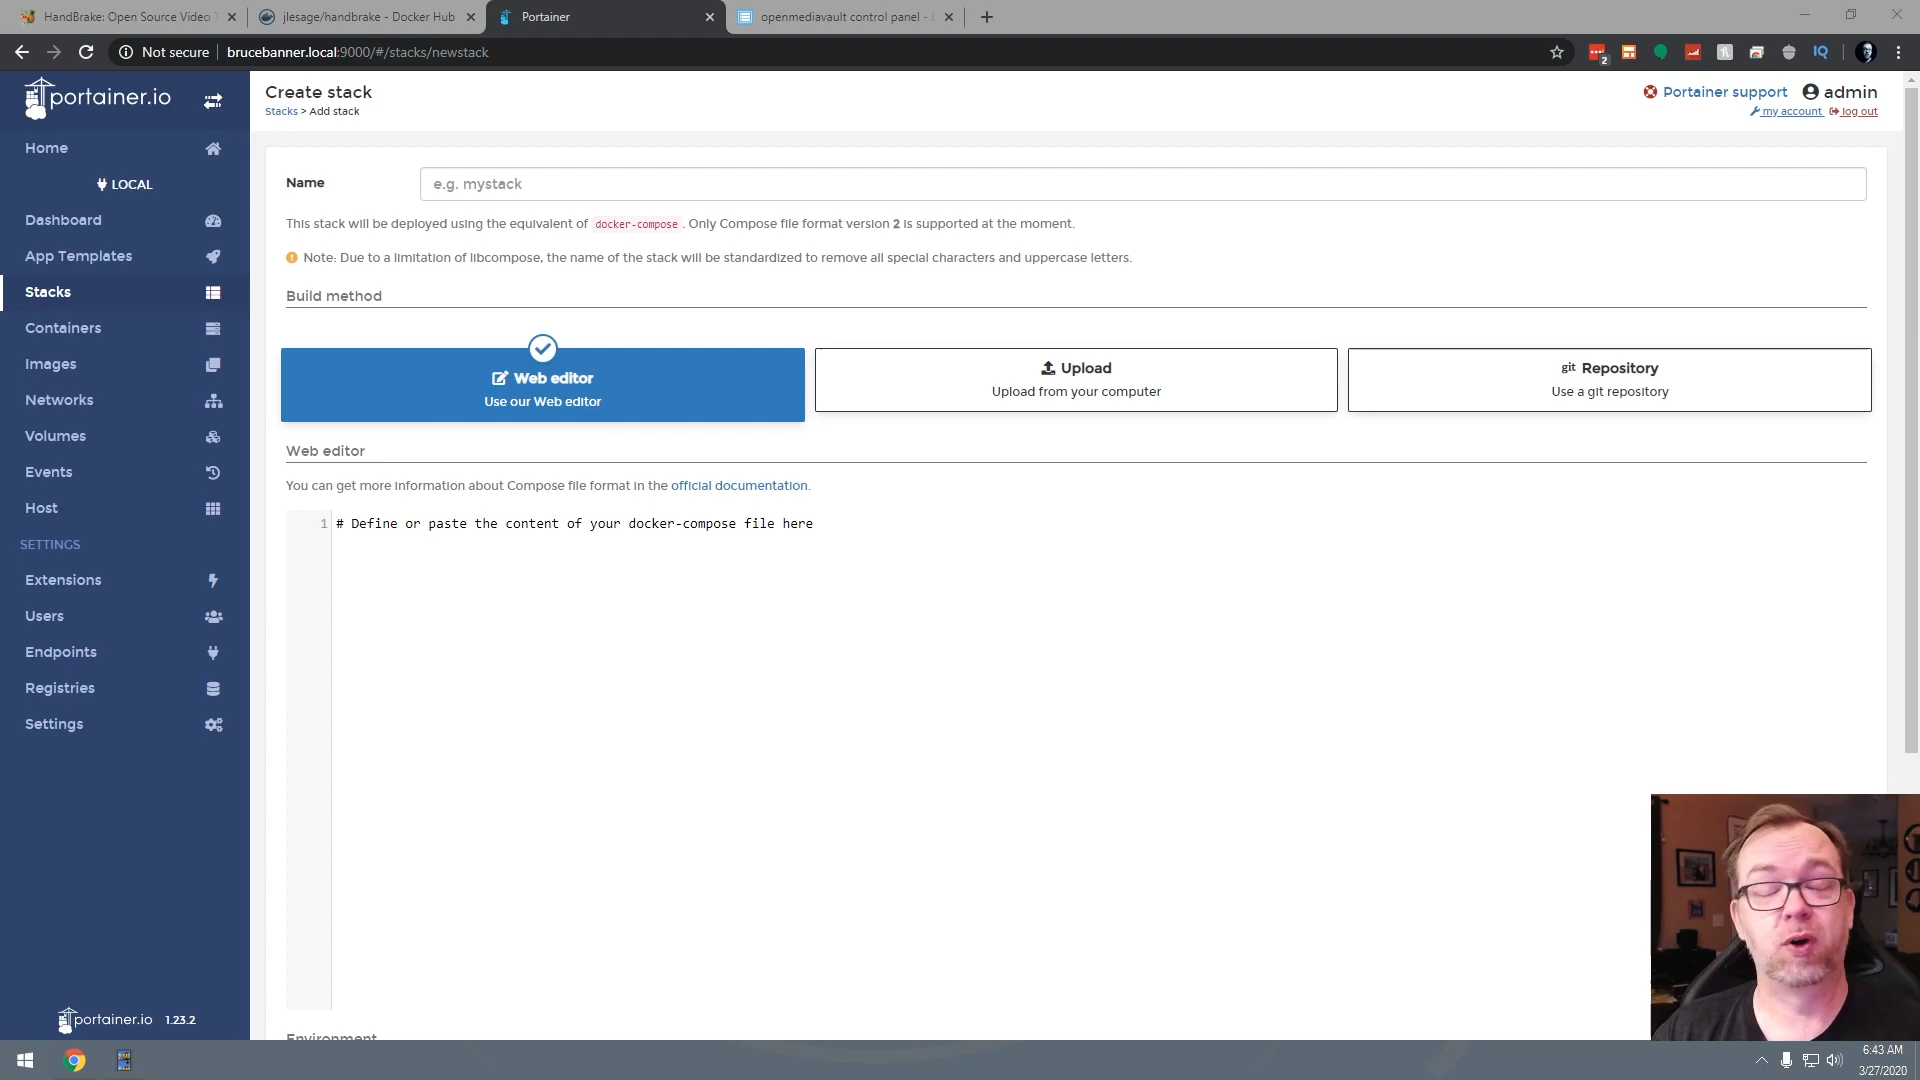 HandBrake: Open Source Video T
jlesage/handbrake - Docker Hub
Portainer
openmediavault control panel - b
Not secure
brucebanner.local:9000/#/stacks/newstack
2
IQ
portainer.io
Home
LOCAL
Dashboard
App Templates
Stacks
Containers
Images
Networks
Volumes
Events
Host
SETTINGS
Extensions
Users
Endpoints
Registries
Settings
portainer.io 1.23.2
Create stack
Stacks > Add stack
Portainer support
admin
my account
log out
Name
e.g. mystack
This stack will be deployed using the equivalent of docker-compose . Only Compose file format version 2 is supported at the moment.
Note: Due to a limitation of libcompose, the name of the stack will be standardized to remove all special characters and uppercase letters.
Build method
Web editor
Use our Web editor
Upload
Upload from your computer
git Repository
Use a git repository
Web editor
You can get more information about Compose file format in the official documentation.
1 # Define or paste the content of your docker-compose file here
Environment
6:43 AM
3/27/2020